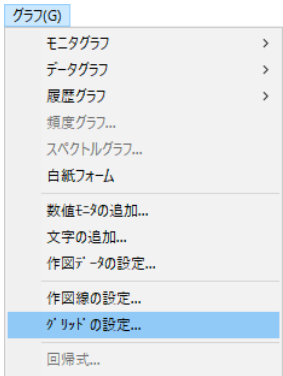 グラフ(G)
モニタグラフ
データグラフ
履歴グラフ
頻度グラフ...
スペクトルグラフ...
白紙フォーム
数値ﾓﾆﾀの追加...
文字の追加...
作図ﾃﾞｰﾀの設定...
作図線の設定...
ｸﾞﾘｯﾄﾞの設定...
回帰式...